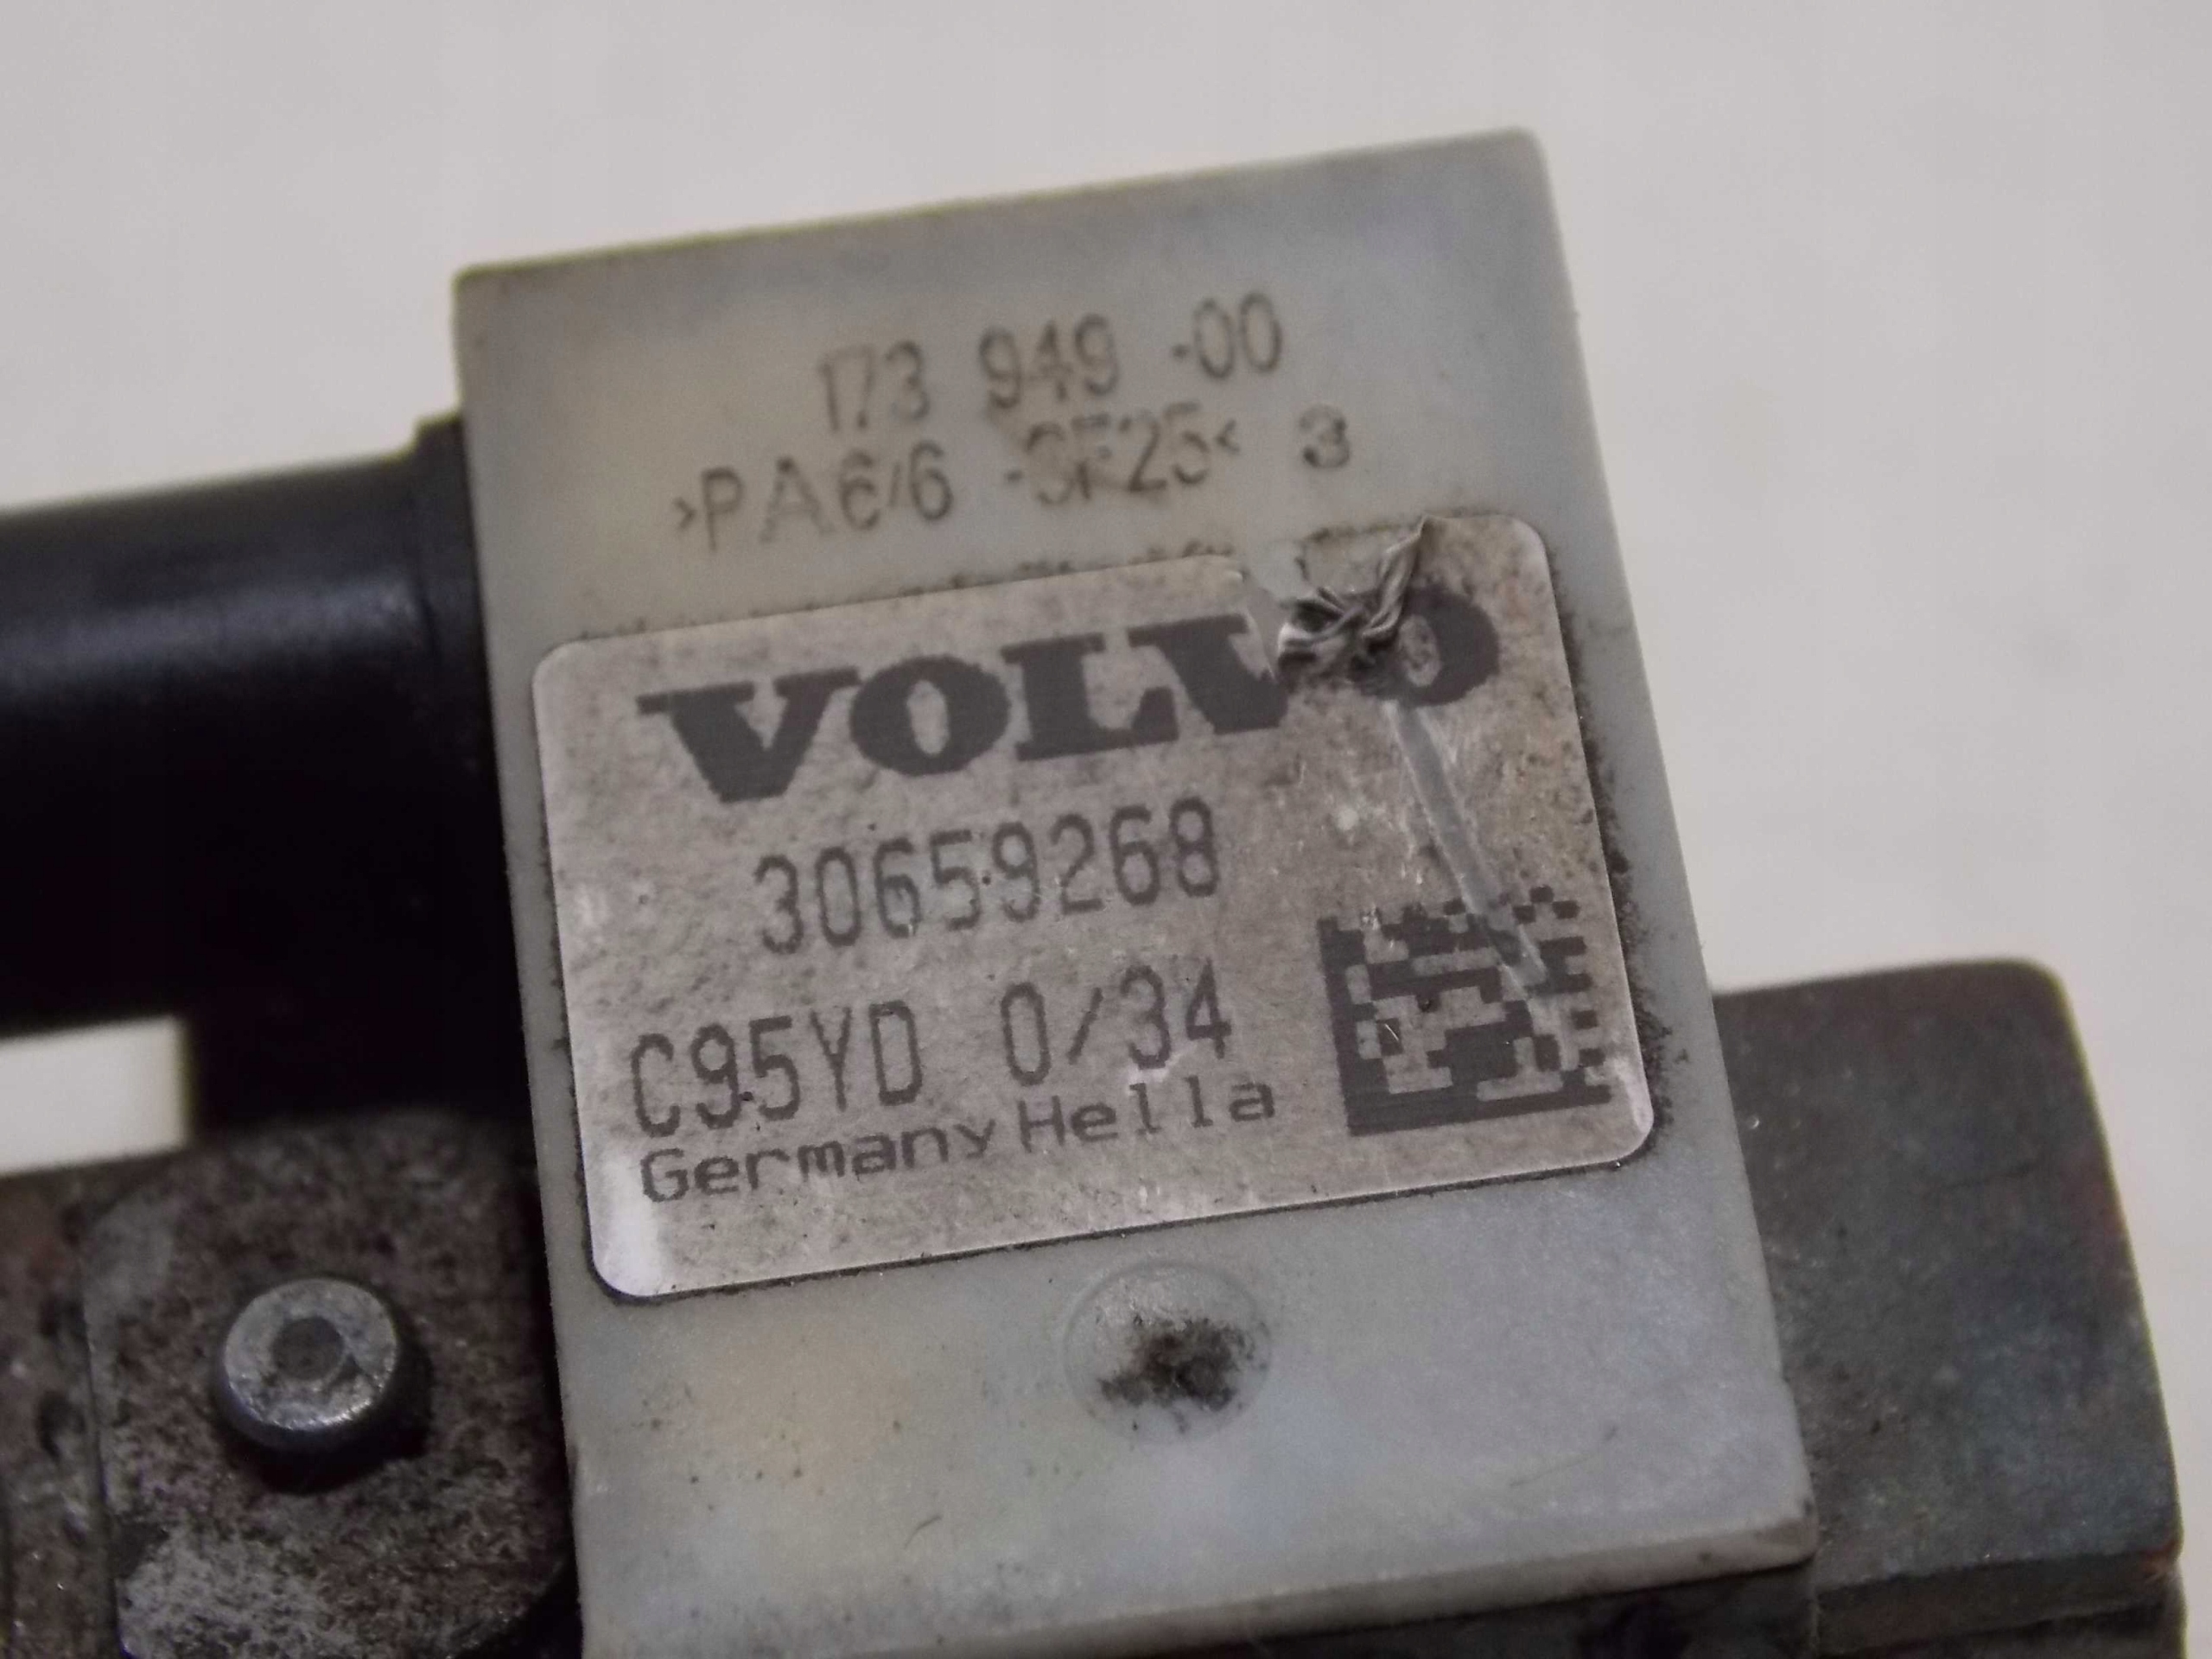 173 949 -00
>PA6/6 -GF25< 3
VOLVO
30659268
C95YD 0/34
Germany Hella